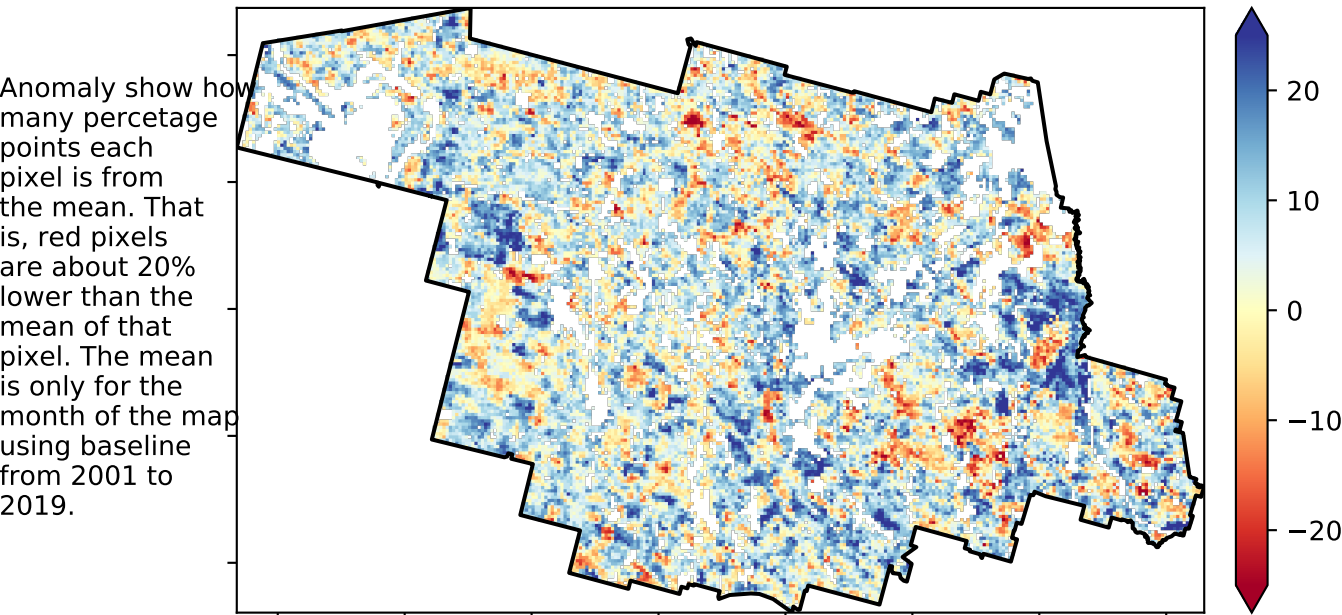 Anomaly show how
many percetage
points each
pixel is from
the mean. That
is, red pixels
are about 20%
lower than the
mean of that
pixel. The mean
is only for the
month of the map
using baseline
from 2001 to
2019.
20
10
0
−10
−20